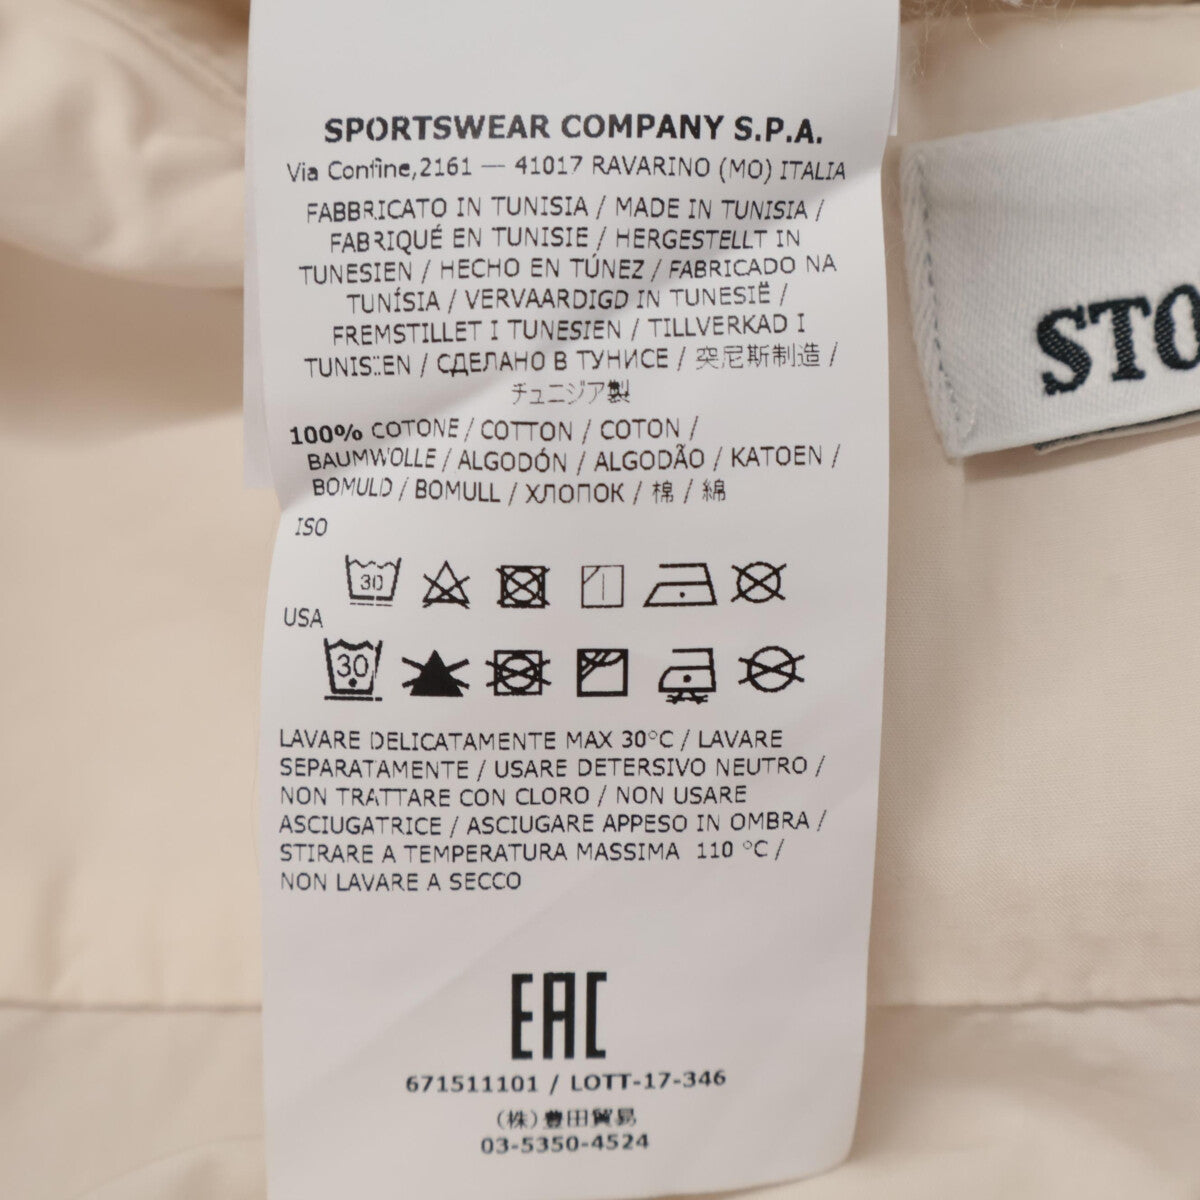 SPORTSWEAR COMPANY S.P.A.
Via Confine,2161 — 41017 RAVARINO (MO) ITALIA
FABBRICATO IN TUNISIA / MADE IN TUNISIA /
FABRIQUÉ EN TUNISIE / HERGESTELLT IN
TUNESIEN / HECHO EN TÚNEZ / FABRICADO NA
TUNÍSIA / VERVAARDIGD IN TUNESIË /
FREMSTILLET I TUNESIEN / TILLVERKAD I
TUNISIEN / СДЕЛАНО В ТУНИСЕ / 突尼斯制造 /
チュニジア製
100% COTONE / COTTON / COTON /
BAUMWOLLE / ALGODÓN / ALGODÃO / KATOEN /
BOMULD / BOMULL / ХЛОПОК / 棉 / 綿
ISO
30
USA
30
LAVARE DELICATAMENTE MAX 30°C / LAVARE
SEPARATAMENTE / USARE DETERSIVO NEUTRO /
NON TRATTARE CON CLORO / NON USARE
ASCIUGATRICE / ASCIUGARE APPESO IN OMBRA /
STIRARE A TEMPERATURA MASSIMA 110 °C /
NON LAVARE A SECCO
EAC
671511101 / LOTT-17-346
(株)豊田貿易
03-5350-4524
STO